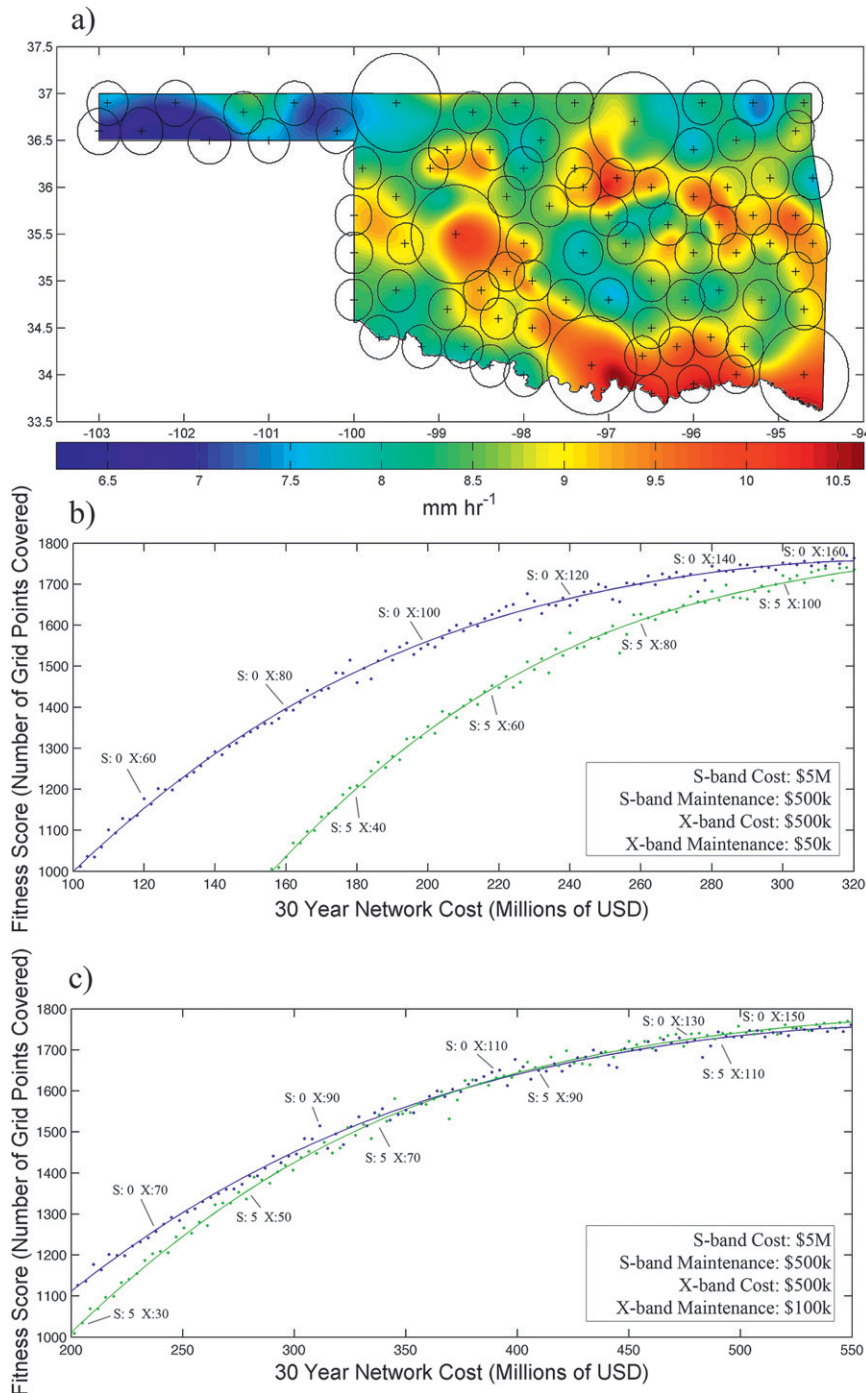 a)
37.5
37
36.5
36
35.5
35
34.5
34
33.5
-103 -102 -101 -100 -99 -98 -97 -96 -95 -94
6.5 7 7.5 8 8.5 9 9.5 10 10.5
mm hr-1
b)
Fitness Score (Number of Grid Points Covered)
1800
1700
1600
1500
1400
1300
1200
1100
1000
S: 0 X:60
S: 0 X:80
S: 0 X:100
S: 0 X:120
S: 0 X:140
S: 0 X:160
S: 5 X:40
S: 5 X:60
S: 5 X:80
S: 5 X:100
S-band Cost: $5M
S-band Maintenance: $500k
X-band Cost: $500k
X-band Maintenance: $50k
100 120 140 160 180 200 220 240 260 280 300 320
30 Year Network Cost (Millions of USD)
c)
Fitness Score (Number of Grid Points Covered)
1800
1700
1600
1500
1400
1300
1200
1100
1000
S: 0 X:70
S: 0 X:90
S: 0 X:110
S: 0 X:130
S: 0 X:150
S: 5 X:30
S: 5 X:50
S: 5 X:70
S: 5 X:90
S: 5 X:110
S-band Cost: $5M
S-band Maintenance: $500k
X-band Cost: $500k
X-band Maintenance: $100k
200 250 300 350 400 450 500 550
30 Year Network Cost (Millions of USD)